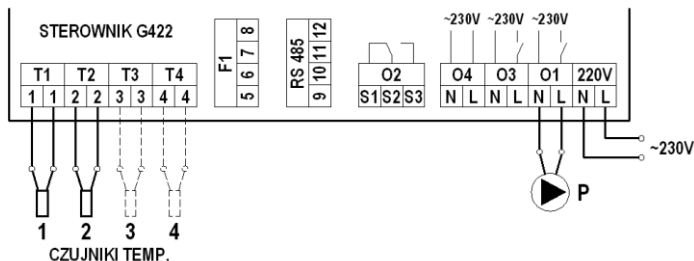 ~230V ~230V ~230V
STEROWNIK G422
T1 T2 T3 T4
1 1 2 2 3 3 4 4
F1
5 6 7 8
RS 485
9 10 11 12
O2
S1 S2 S3
O4 O3 O1 220V
N L N L N L N L
~230V
P
1 2 3 4
CZUJNIKI TEMP.